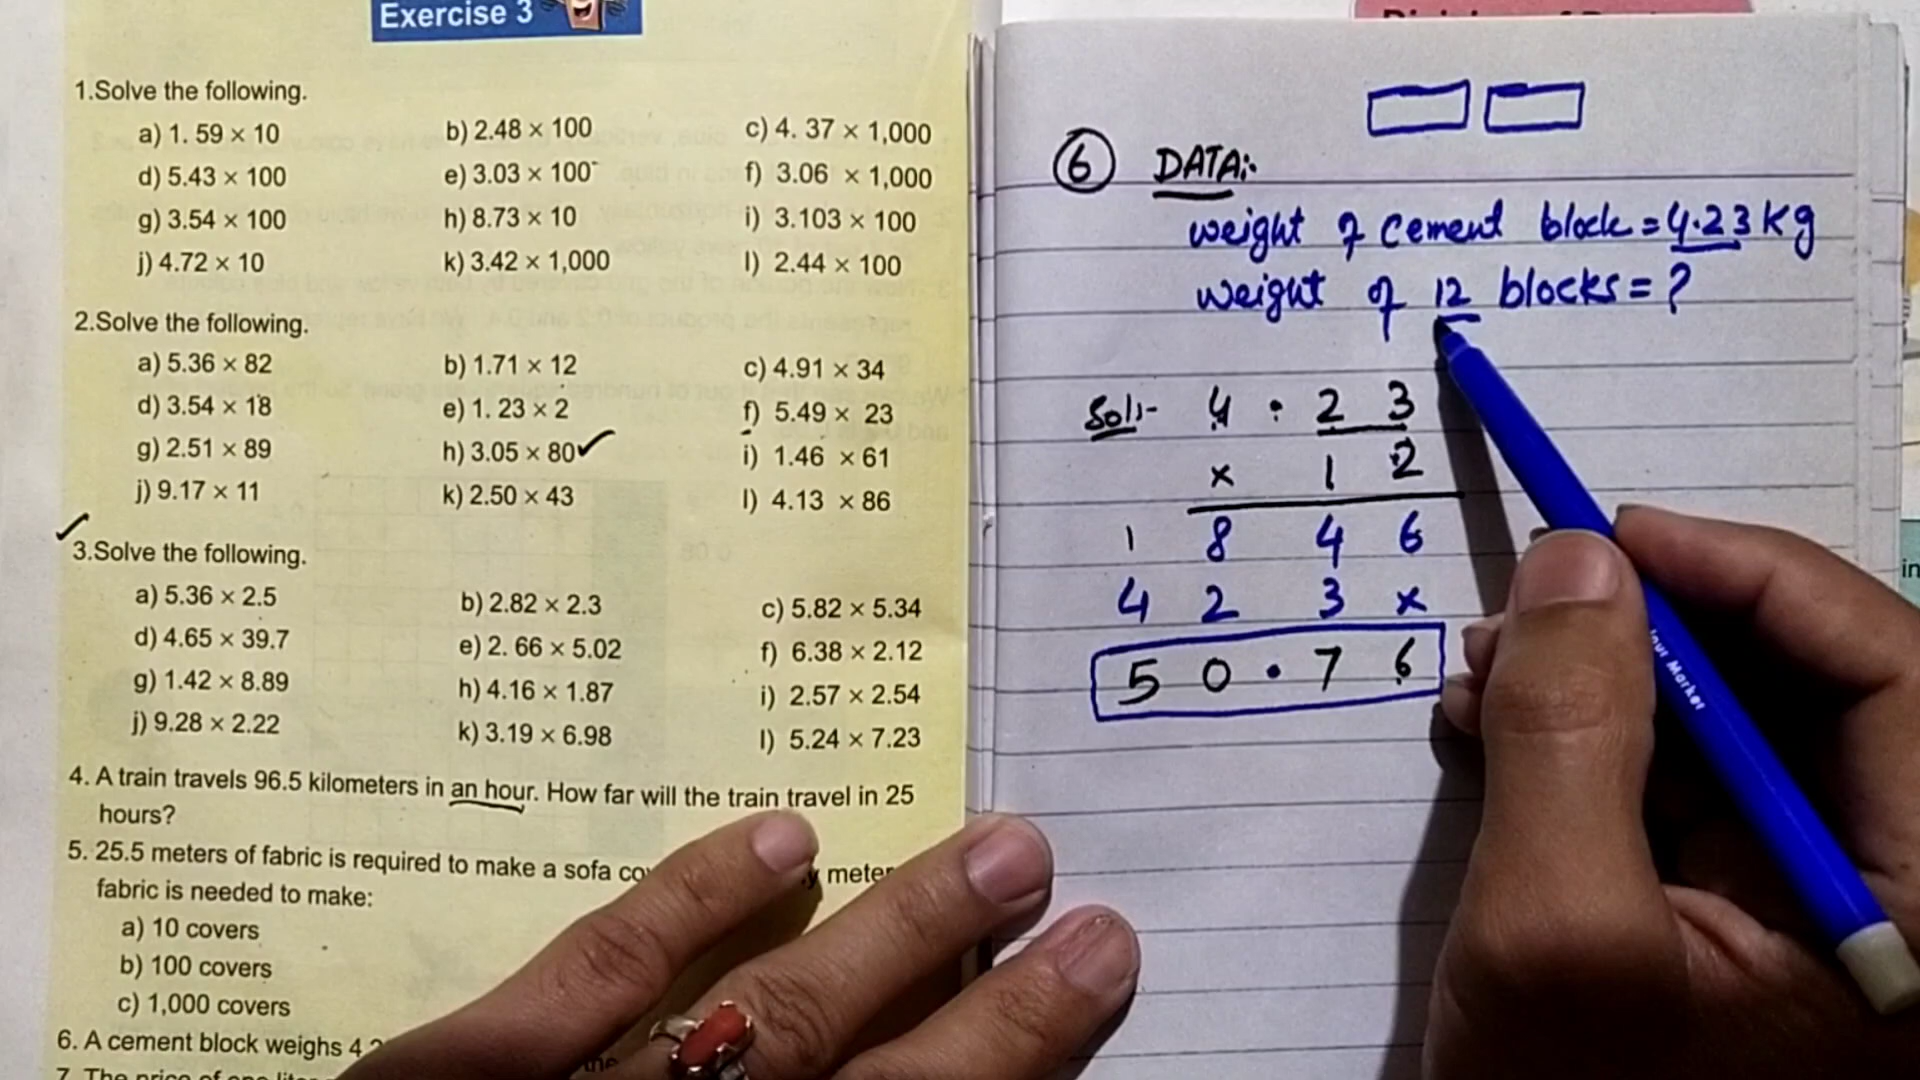 Exercise 3
1.Solve the following.
a) 1. 59 × 10 b) 2.48 × 100 c) 4. 37 × 1,000
d) 5.43 × 100 e) 3.03 × 100 f) 3.06 × 1,000
g) 3.54 × 100 h) 8.73 × 10 i) 3.103 × 100
j) 4.72 × 10 k) 3.42 × 1,000 l) 2.44 × 100
2.Solve the following.
a) 5.36 × 82 b) 1.71 × 12 c) 4.91 × 34
d) 3.54 × 18 e) 1. 23 × 2 f) 5.49 × 23
g) 2.51 × 89 h) 3.05 × 80 i) 1.46 × 61
j) 9.17 × 11 k) 2.50 × 43 l) 4.13 × 86
3.Solve the following.
a) 5.36 × 2.5 b) 2.82 × 2.3 c) 5.82 × 5.34
d) 4.65 × 39.7 e) 2. 66 × 5.02 f) 6.38 × 2.12
g) 1.42 × 8.89 h) 4.16 × 1.87 i) 2.57 × 2.54
j) 9.28 × 2.22 k) 3.19 × 6.98 l) 5.24 × 7.23
4. A train travels 96.5 kilometers in an hour. How far will the train travel in 25
hours?
5. 25.5 meters of fabric is required to make a sofa
fabric is needed to make:
a) 10 covers
b) 100 covers
c) 1,000 covers
6. A cement block weighs 4
7. The price of one
the
6 DATA:-
weight of cement block = 4.23 kg
weight of 12 blocks = ?
Sol:- 4 . 2 3
x 1 2
1 8 4 6
4 2 3 x
5 0 . 7 6
our Marker
in